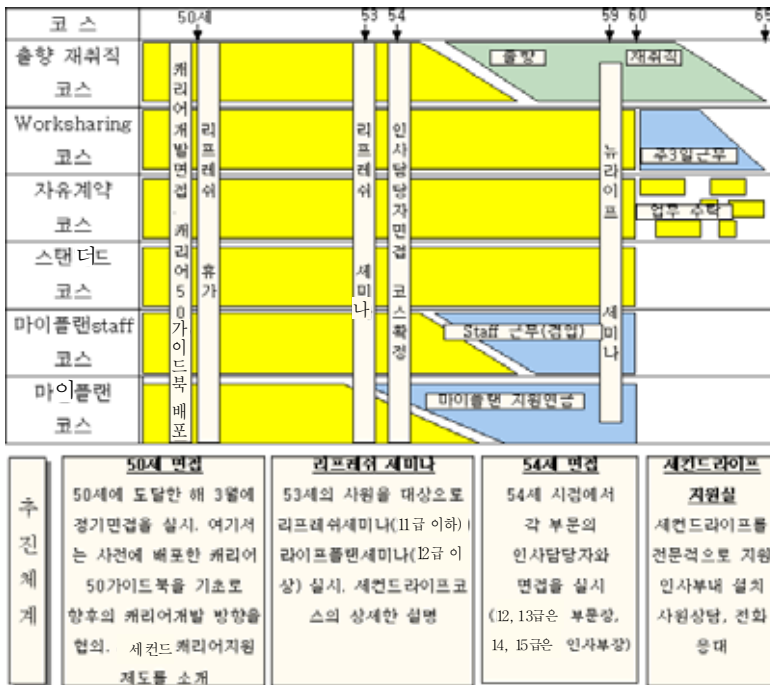 코 스
50세
53
54
59
60
65
출향 재취직
코스
Worksharing
코스
자유계약
코스
스탠더드
코스
마이플랜staff
코스
마이플랜
코스
캐리어개발면접. 캐리어50가이드북 배포
리프레쉬 휴가
리프레쉬 세미나
인사담당자면접 코스확정
뉴라이프 세미나
출향
재취직
주3일근무
업무 수탁
Staff 근무(겸업)
마이플랜 지원연금
추진체계
50세 면접
50세에 도달한 해 3월에
정기면접을 실시. 여기서
는 사전에 배포한 캐리어
50가이드북을 기초로
향후의 캐리어개발 방향을
협의. 세컨드캐리어지원
제도를 소개
리프레쉬 세미나
53세의 사원을 대상으로
리프레쉬세미나(11급 이하)
라이프플랜세미나(12급 이
상) 실시. 세컨드라이프코
스의 상세한 설명
54세 면접
54세 시점에서
각 부문의
인사담당자와
면접을 실시
(12, 13급은 부문장,
14, 15급은 인사부장)
세컨드라이프
지원실
세컨드라이프를
전문적으로 지원
인사부내 설치
사원상담, 전화
응대